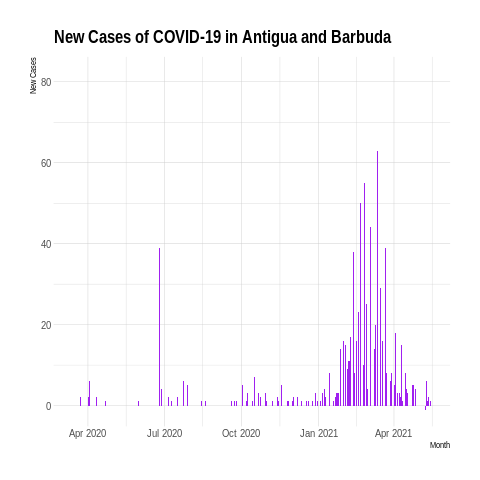 New Cases of COVID-19 in Antigua and Barbuda
New Cases
80
60
40
20
0
Apr 2020 Jul 2020 Oct 2020 Jan 2021 Apr 2021
Month